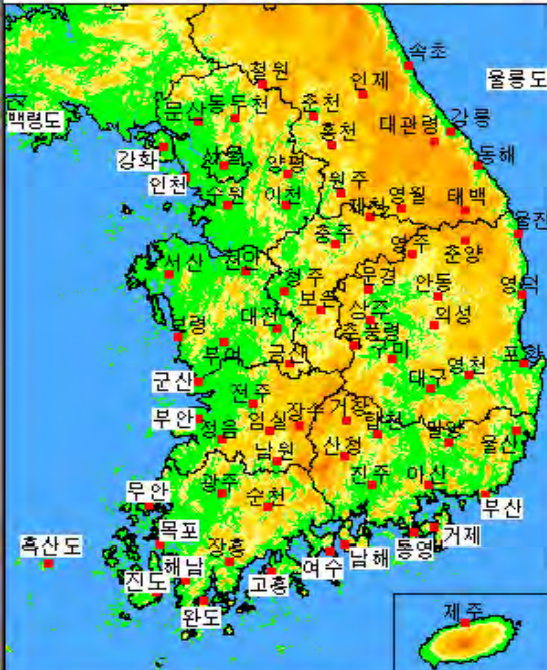 속초
철원
인제
울릉도
백령도
문산
동두천
춘천
강릉
홍천
대관령
강화
서울
양평
동해
인천
수원
이천
원주
제천
영월
태백
울진
충주
영주
춘양
서산
천안
청주
보은
문경
안동
영덕
상주
의성
보령
대전
추풍령
부여
금산
구미
영천
포항
대구
군산
전주
부안
임실
장수
거창
합천
정읍
밀양
울산
남원
산청
무안
광주
순천
진주
마산
부산
흑산도
목포
해남
장흥
진도
고흥
여수
남해
통영
거제
완도
제주